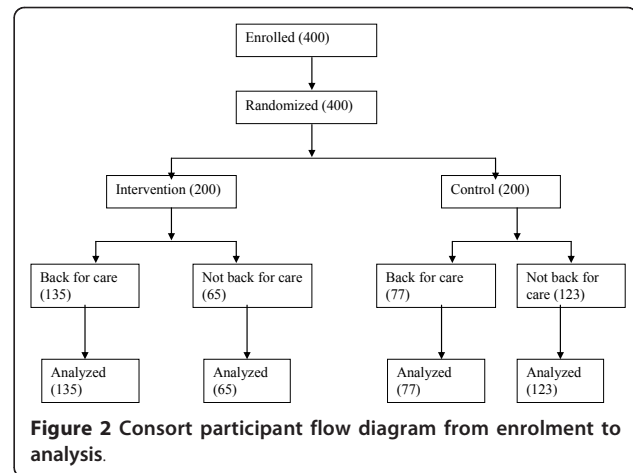 Enrolled (400)
Randomized (400)
Intervention (200)
Control (200)
Back for care
(135)
Not back for care
(65)
Back for care
(77)
Not back for
care (123)
Analyzed
(135)
Analyzed
(65)
Analyzed
(77)
Analyzed
(123)
Figure 2 Consort participant flow diagram from enrolment to
analysis.